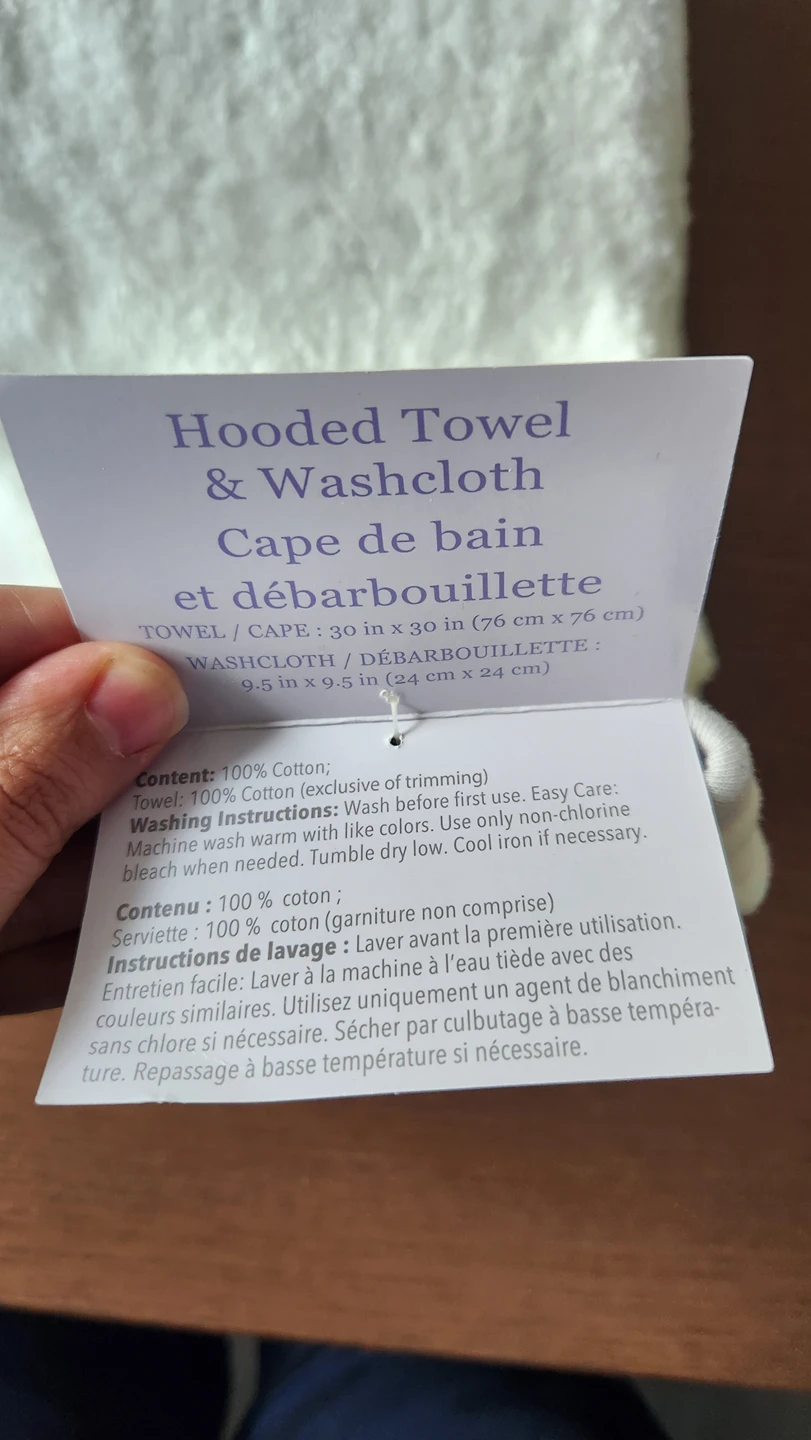 Hooded Towel
& Washcloth
Cape de bain
et débarbouillette
TOWEL / CAPE : 30 in x 30 in (76 cm x 76 cm)
WASHCLOTH / DÉBARBOUILLETTE :
9.5 in x 9.5 in (24 cm x 24 cm)
Content: 100% Cotton;
Towel: 100% Cotton (exclusive of trimming)
Washing Instructions: Wash before first use. Easy Care:
Machine wash warm with like colors. Use only non-chlorine
bleach when needed. Tumble dry low. Cool iron if necessary.
Contenu : 100 % coton ;
Serviette : 100 % coton (garniture non comprise)
Instructions de lavage : Laver avant la première utilisation.
Entretien facile: Laver à la machine à l'eau tiède avec des
couleurs similaires. Utilisez uniquement un agent de blanchiment
sans chlore si nécessaire. Sécher par culbutage à basse tempéra-
ture. Repassage à basse température si nécessaire.